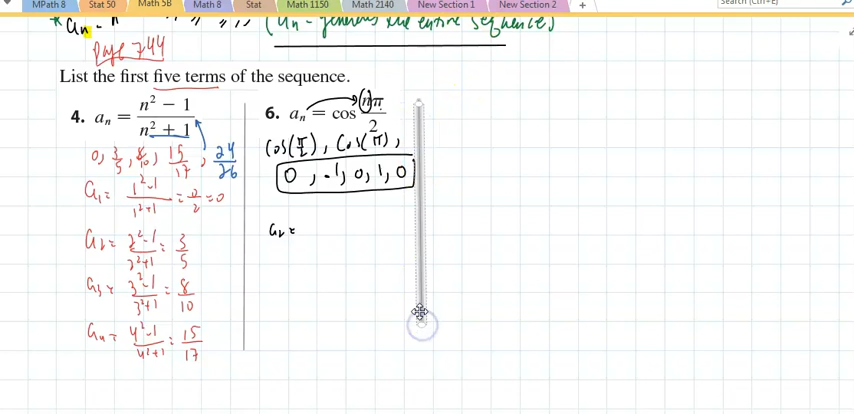 MPath 8 Stat 50 Math 5B Math 8 Stat Math 1150 Math 2140 New Section 1 New Section 2 +
Search (Ctrl+E)
an = n
(an = generates the entire sequence)
Page 744
List the first five terms of the sequence.
4. aₙ = (n² − 1)/(n² + 1)
0, 3/5, 8/10, 15/17, 24/26
a₁ = (1² - 1)/(1² + 1) = 0/2 = 0
a₂ = (2² - 1)/(2² + 1) = 3/5
a₃ = (3² - 1)/(3² + 1) = 8/10
a₄ = (4² - 1)/(4² + 1) = 15/17
6. aₙ = cos nπ/2
cos(π/2), cos(π),
0, -1, 0, 1, 0
a₂ =